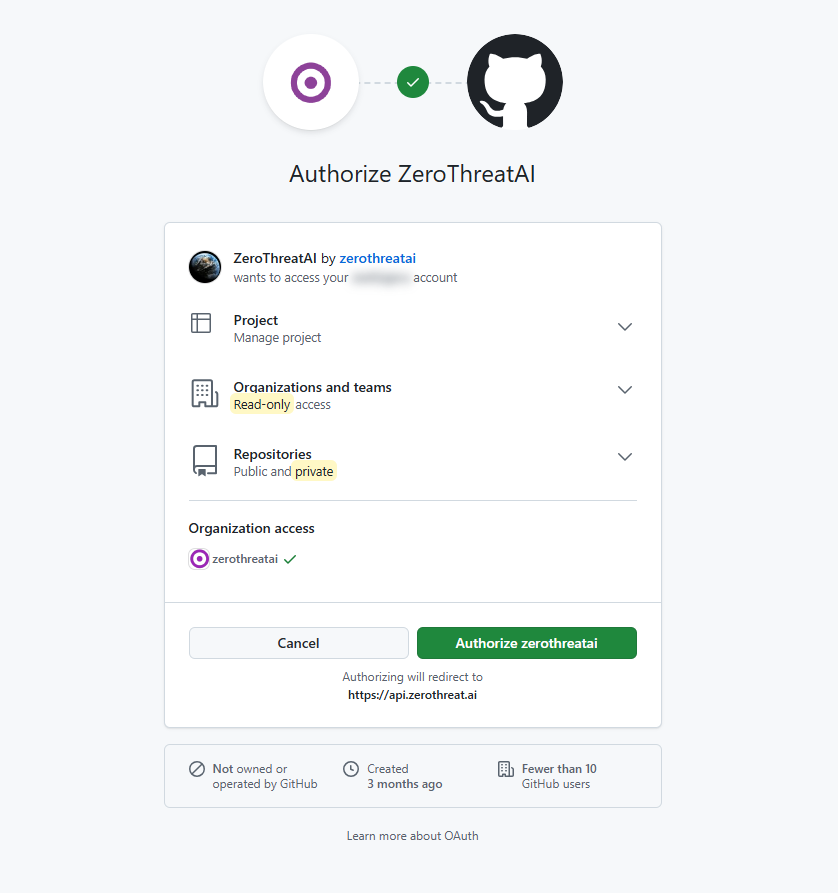 Authorize ZeroThreatAI
ZeroThreatAI by zerothreatai
wants to access your account
Project
Manage project
Organizations and teams
Read-only access
Repositories
Public and private
Organization access
zerothreatai
Cancel
Authorize zerothreatai
Authorizing will redirect to
https://api.zerothreat.ai
Not owned or
operated by GitHub
Created
3 months ago
Fewer than 10
GitHub users
Learn more about OAuth